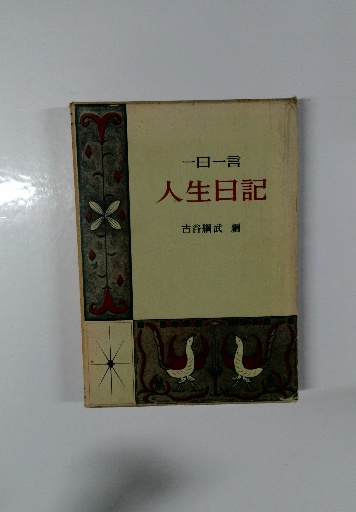 一日一言
人生日記
古谷綱武 編